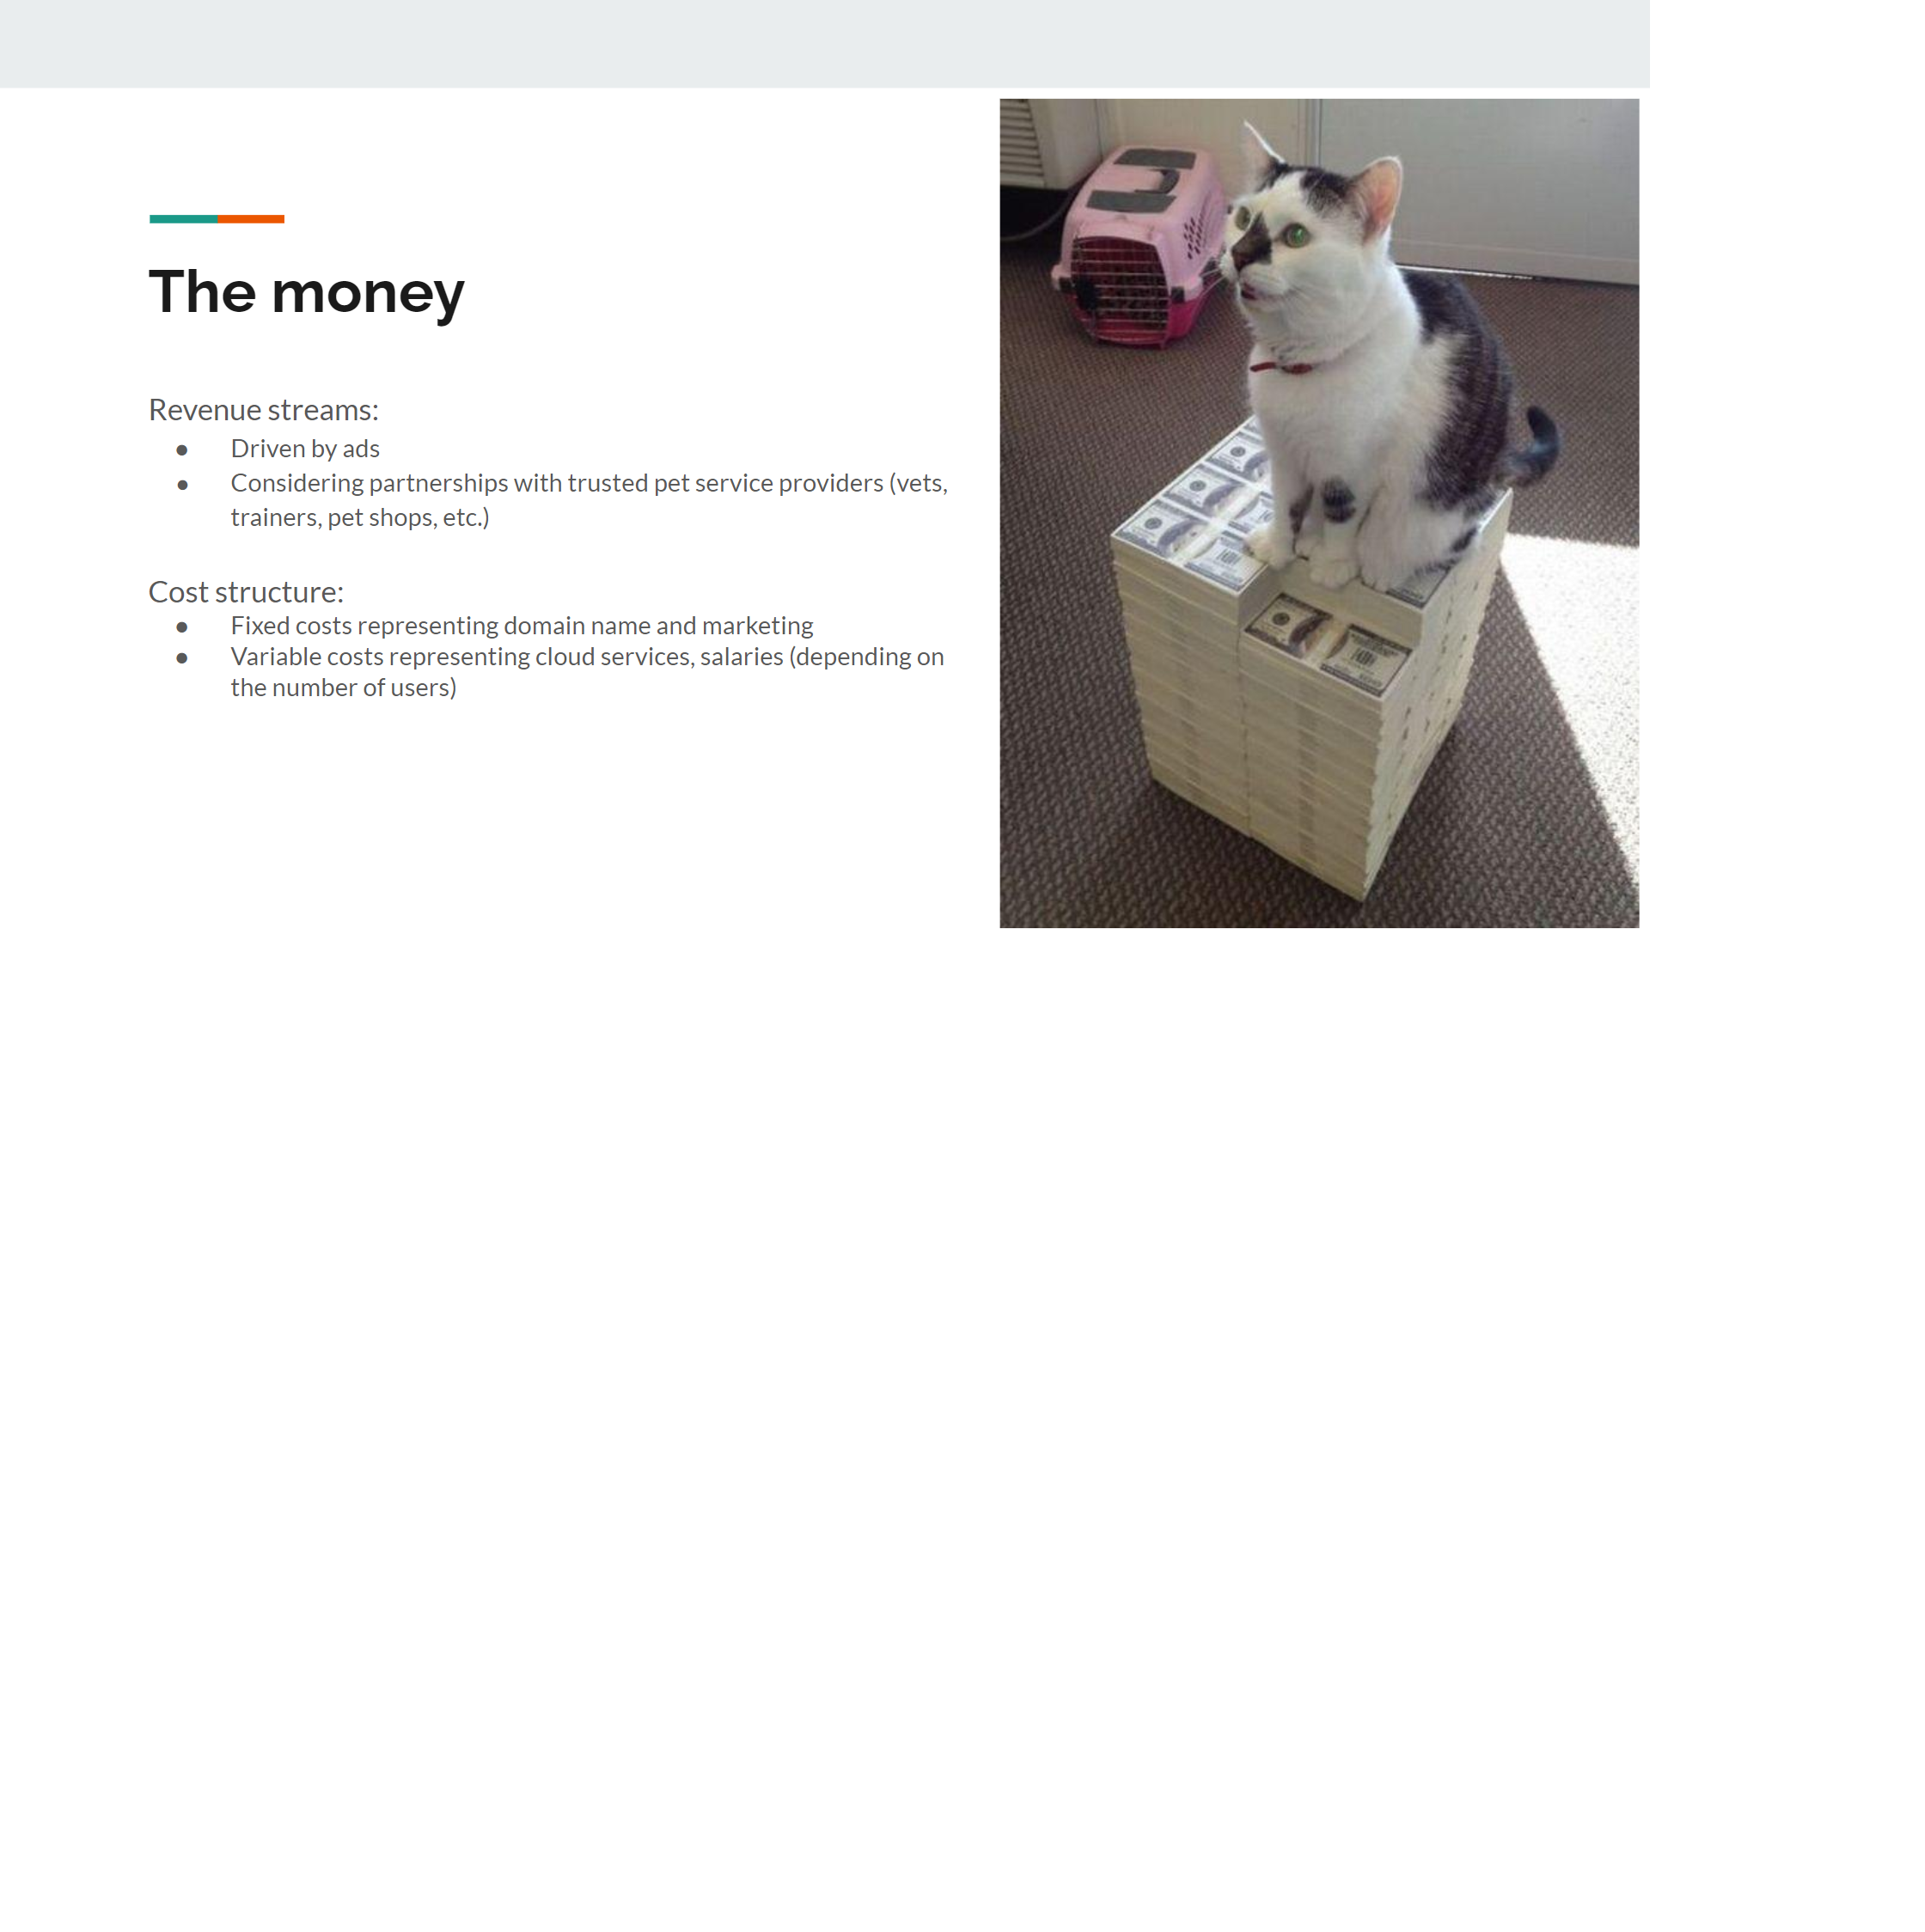 The money
Revenue streams:
● Driven by ads
● Considering partnerships with trusted pet service providers (vets,
trainers, pet shops, etc.)
Cost structure:
● Fixed costs representing domain name and marketing
● Variable costs representing cloud services, salaries (depending on
the number of users)